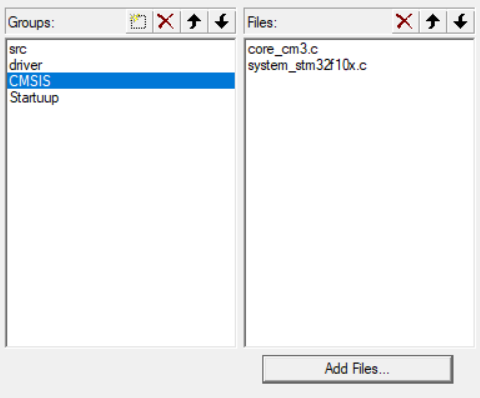 Groups:
Files:
src
driver
CMSIS
Startuup
core_cm3.c
system_stm32f10x.c
Add Files...